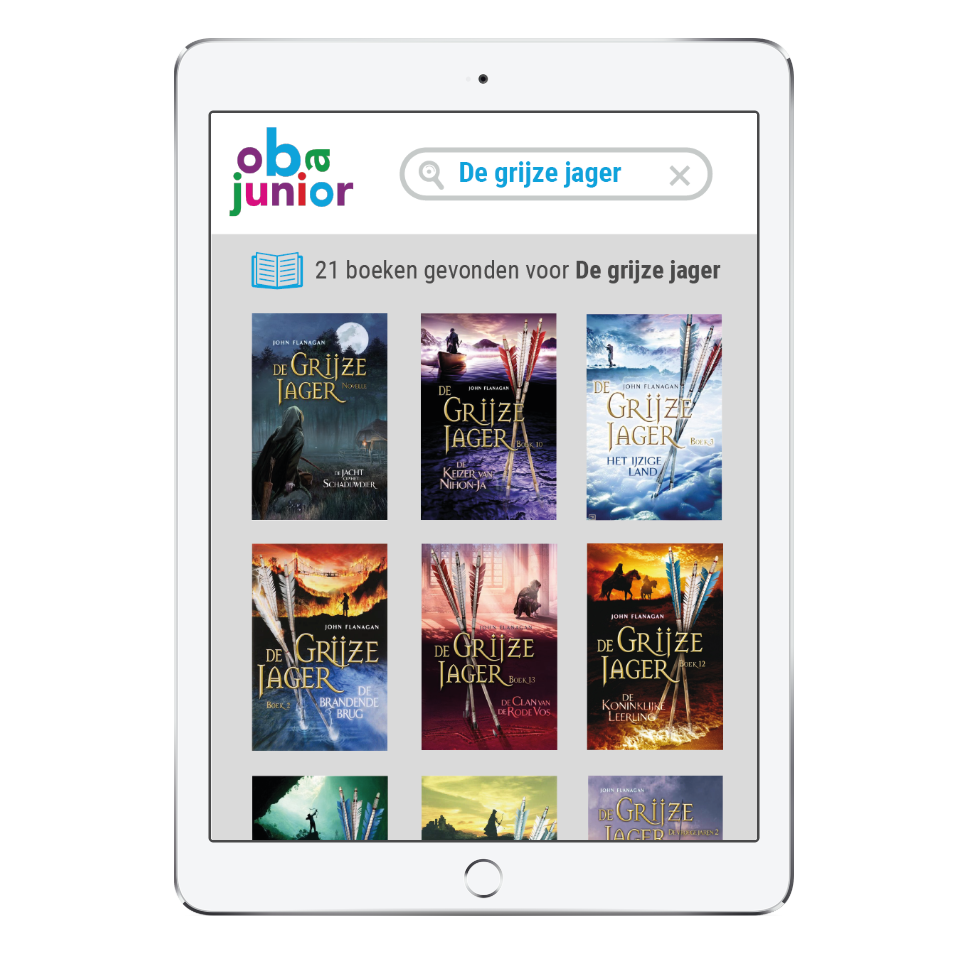 oba
junior
De grijze jager
21 boeken gevonden voor De grijze jager
JOHN FLANAGAN
DE GRIJZE
JAGER NOVELLE
DE JACHT
OP HET
SCHADUWDIER
JOHN FLANAGAN
DE
GRIJZE
JAGER BOEK 10
DE
KEIZER VAN
NIHON-JA
JOHN FLANAGAN
DE
GRIJZE
JAGER BOEK 3
HET IJZIGE
LAND
JOHN FLANAGAN
DE GRIJZE
JAGER
BOEK 2
DE
BRANDENDE
BRUG
JOHN FLANAGAN
DE GRIJZE
JAGER BOEK 13
DE CLAN VAN
DE RODE VOS
JOHN FLANAGAN
DE GRIJZE
JAGER BOEK 12
DE
KONINKLIJKE
LEERLING
JOHN FLANAGAN
DE GRIJZE
JAGER